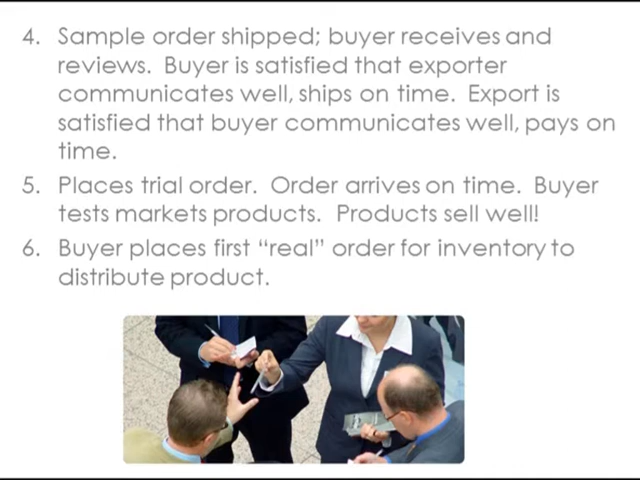 4. Sample order shipped; buyer receives and
reviews.  Buyer is satisfied that exporter
communicates well, ships on time.  Export is
satisfied that buyer communicates well, pays on
time.
5. Places trial order.  Order arrives on time.  Buyer
tests markets products.  Products sell well!
6. Buyer places first “real” order for inventory to
distribute product.